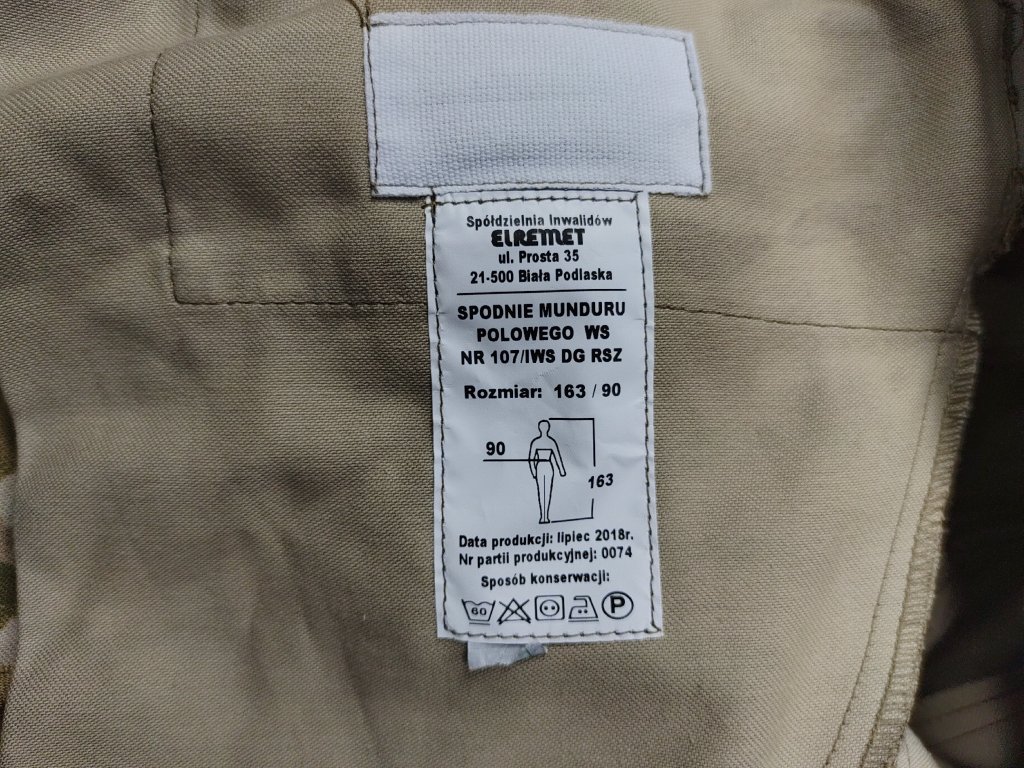 Spółdzielnia Inwalidów
ELREMET
ul. Prosta 35
21-500 Biała Podlaska
SPODNIE MUNDURU
POLOWEGO WS
NR 107/IWS DG RSZ
Rozmiar: 163 / 90
90
163
Data produkcji: lipiec 2018r.
Nr partii produkcyjnej: 0074
Sposób konserwacji:
60 P